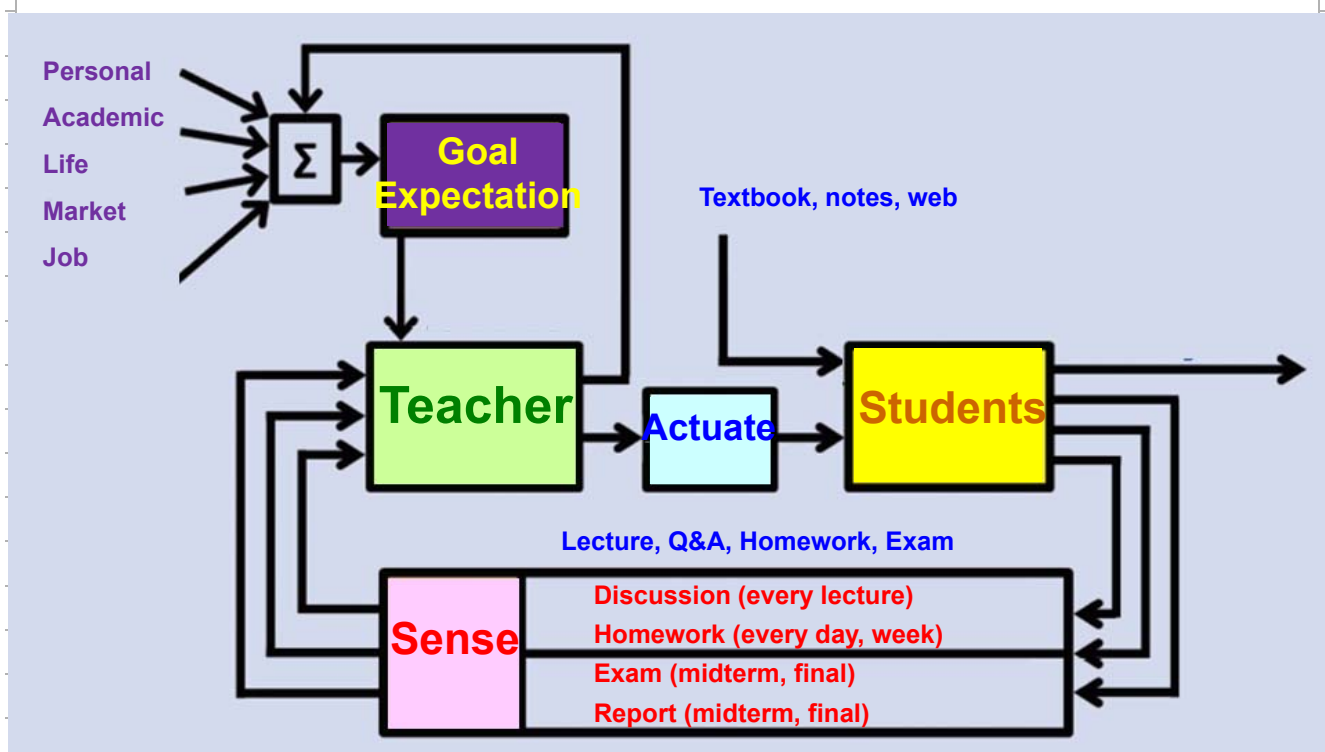 Personal
Academic
Life
Market
Job
Σ
Goal
Expectation
Textbook, notes, web
Teacher
Actuate
Students
Lecture, Q&A, Homework, Exam
Sense
Discussion (every lecture)
Homework (every day, week)
Exam (midterm, final)
Report (midterm, final)